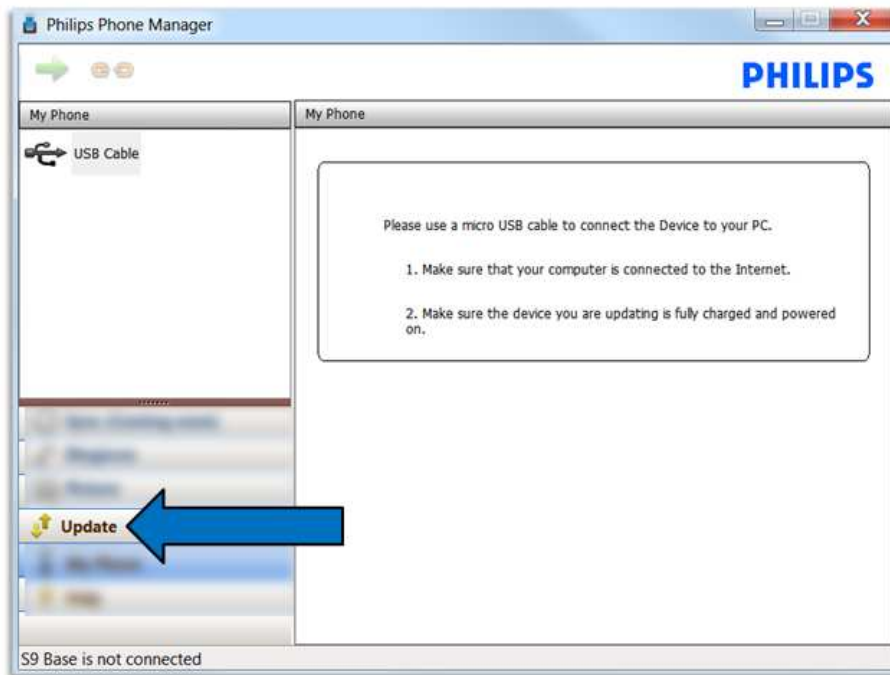 Philips Phone Manager
PHILIPS
My Phone
USB Cable
My Phone
Please use a micro USB cable to connect the Device to your PC.
1. Make sure that your computer is connected to the Internet.
2. Make sure the device you are updating is fully charged and powered
on.
Update
S9 Base is not connected